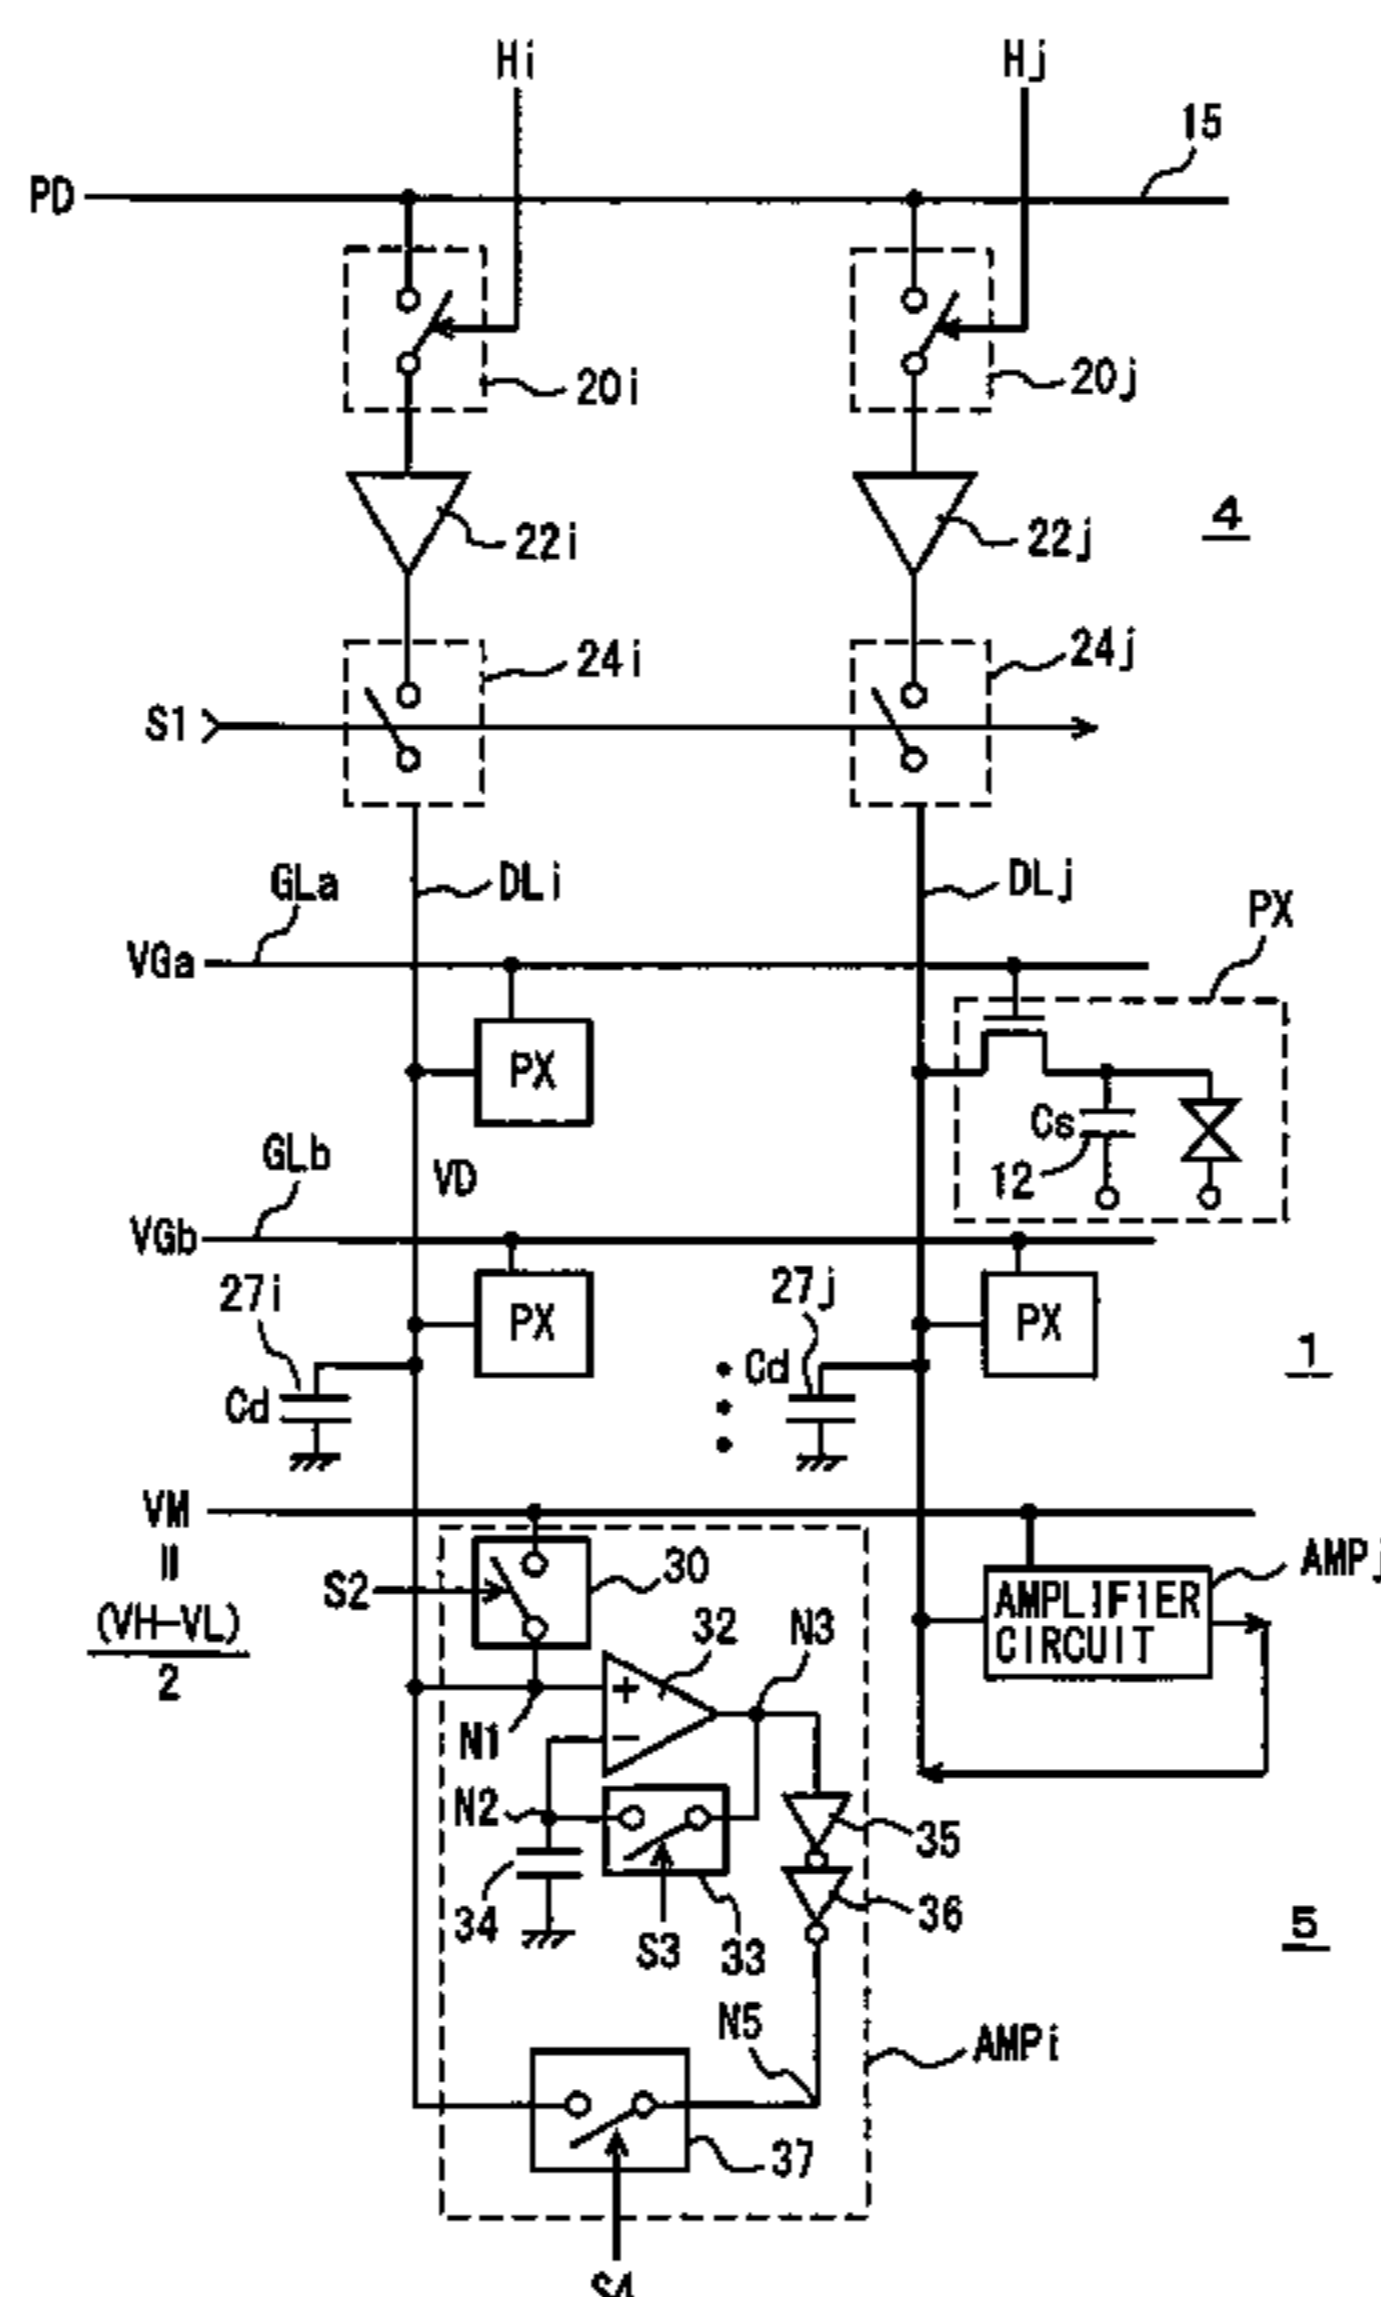 Hi
Hj
15
PD
20i
20j
22i
22j
4
24i
24j
S1
GLa
DLi
DLj
PX
VGa
PX
Cs
12
GLb
VD
VGb
27i
27j
PX
PX
1
Cd
Cd
VM
=
(VH-VL)
2
S2
30
AMPj
AMPLIFIER
CIRCUIT
32
N3
+
N1
−
N2
35
34
36
S3
33
5
N5
AMPi
37
S4